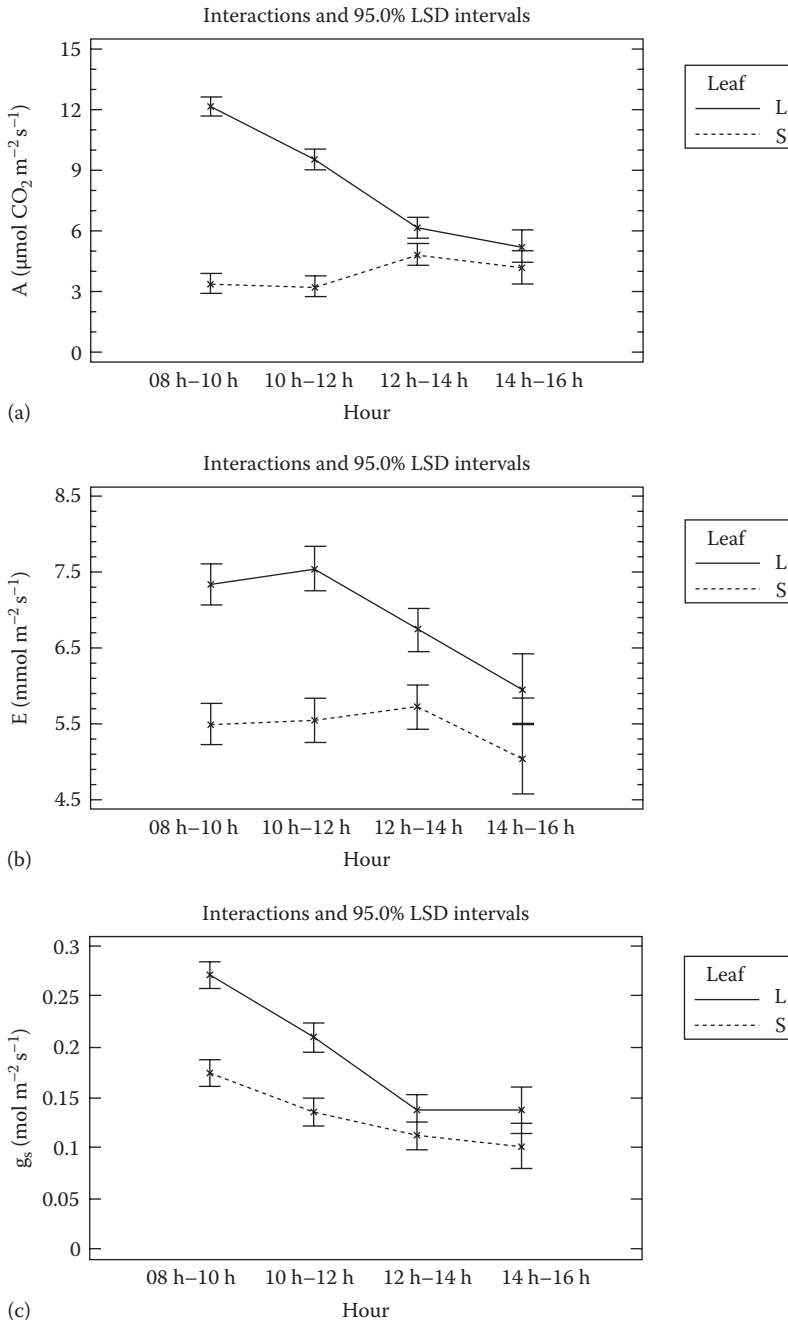 Interactions and 95.0% LSD intervals
15
12
9
6
3
0
A (μmol CO₂ m⁻² s⁻¹)
08 h–10 h 10 h–12 h 12 h–14 h 14 h–16 h
Hour
(a)
Leaf
L
S
Interactions and 95.0% LSD intervals
8.5
7.5
6.5
5.5
4.5
E (mmol m⁻² s⁻¹)
08 h–10 h 10 h–12 h 12 h–14 h 14 h–16 h
Hour
(b)
Leaf
L
S
Interactions and 95.0% LSD intervals
0.3
0.25
0.2
0.15
0.1
0.05
0
gₛ (mol m⁻² s⁻¹)
08 h–10 h 10 h–12 h 12 h–14 h 14 h–16 h
Hour
(c)
Leaf
L
S